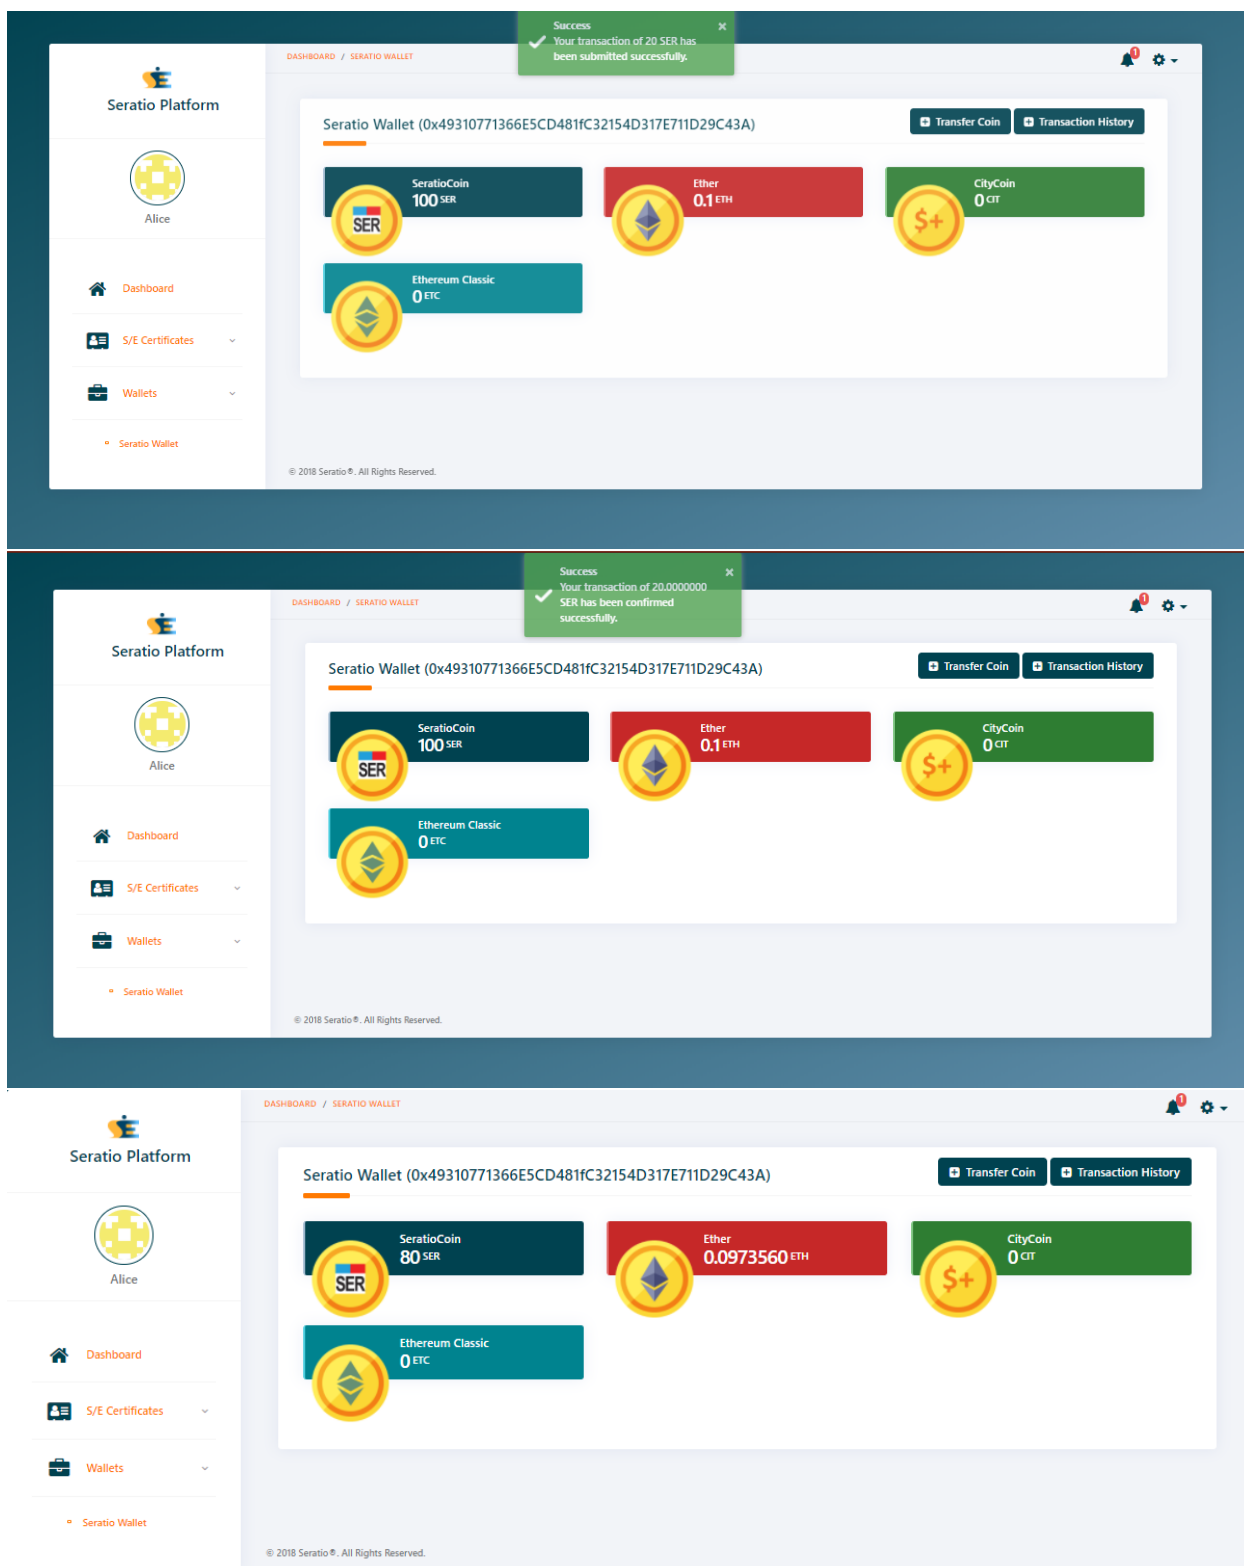 Success
Your transaction of 20 SER has
been submitted successfully.
DASHBOARD / SERATIO WALLET
1
Seratio Platform
Alice
Dashboard
S/E Certificates
Wallets
Seratio Wallet
Seratio Wallet (0x49310771366E5CD481fC32154D317E711D29C43A)
Transfer Coin
Transaction History
SeratioCoin
100 SER
SER
Ether
0.1 ETH
CityCoin
0 CIT
$+
Ethereum Classic
0 ETC
© 2018 Seratio®. All Rights Reserved.
Success
Your transaction of 20.0000000
SER has been confirmed
successfully.
DASHBOARD / SERATIO WALLET
1
Seratio Platform
Alice
Dashboard
S/E Certificates
Wallets
Seratio Wallet
Seratio Wallet (0x49310771366E5CD481fC32154D317E711D29C43A)
Transfer Coin
Transaction History
SeratioCoin
100 SER
SER
Ether
0.1 ETH
CityCoin
0 CIT
$+
Ethereum Classic
0 ETC
© 2018 Seratio®. All Rights Reserved.
DASHBOARD / SERATIO WALLET
1
Seratio Platform
Alice
Dashboard
S/E Certificates
Wallets
Seratio Wallet
Seratio Wallet (0x49310771366E5CD481fC32154D317E711D29C43A)
Transfer Coin
Transaction History
SeratioCoin
80 SER
SER
Ether
0.0973560 ETH
CityCoin
0 CIT
$+
Ethereum Classic
0 ETC
© 2018 Seratio®. All Rights Reserved.